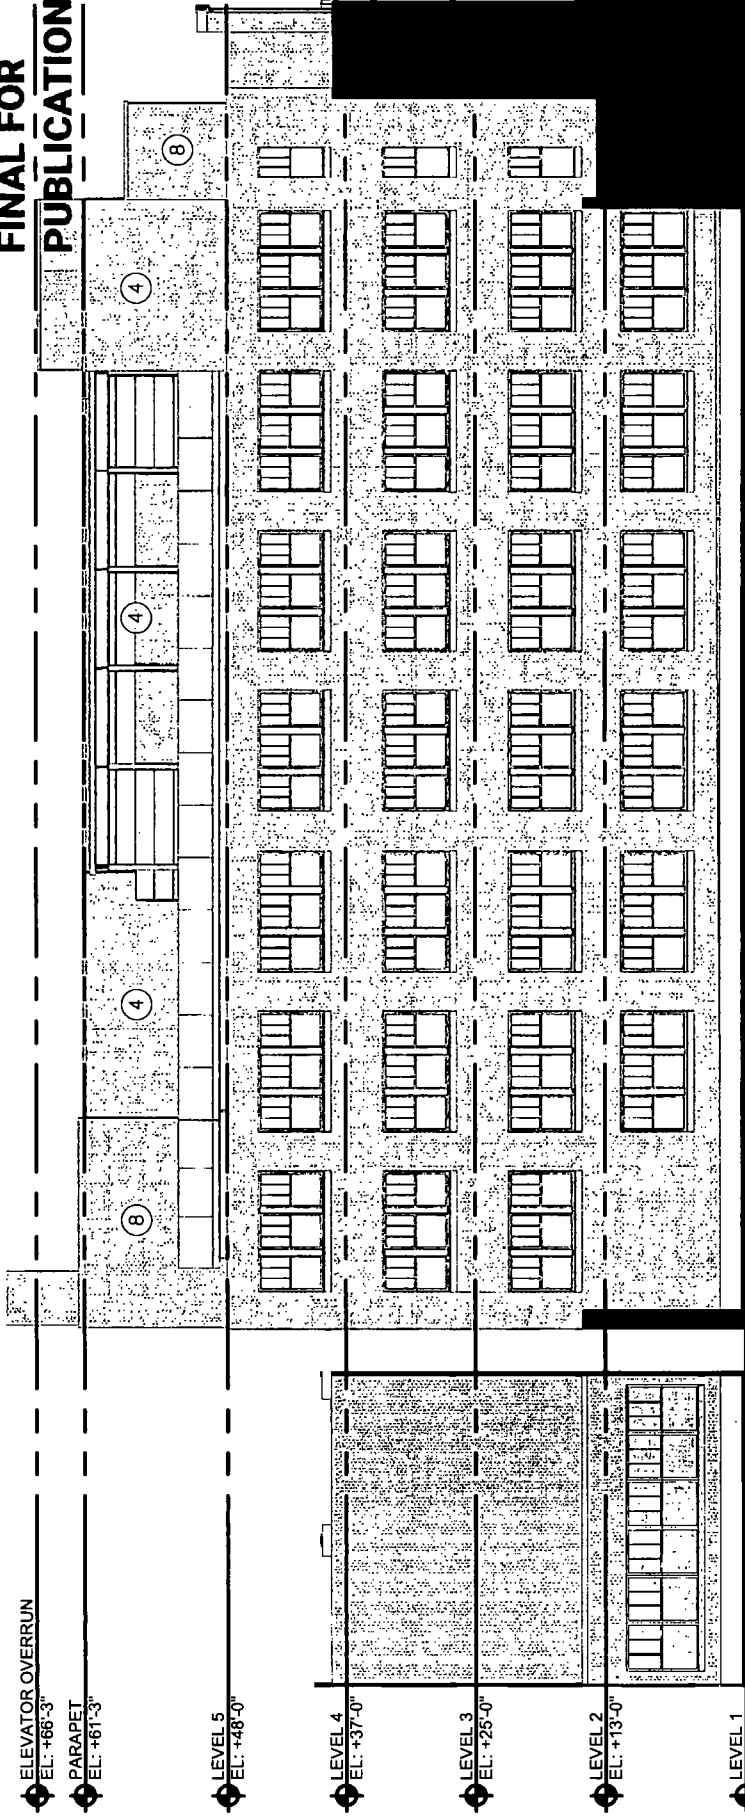 FINAL FOR
PUBLICATION
8
4
4
4
8
ELEVATOR OVERRUN
EL: +66'-3"
PARAPET
EL: +61'-3"
LEVEL 5
EL: +48'-0"
LEVEL 4
EL: +37'-0"
LEVEL 3
EL: +25'-0"
LEVEL 2
EL: +13'-0"
LEVEL 1